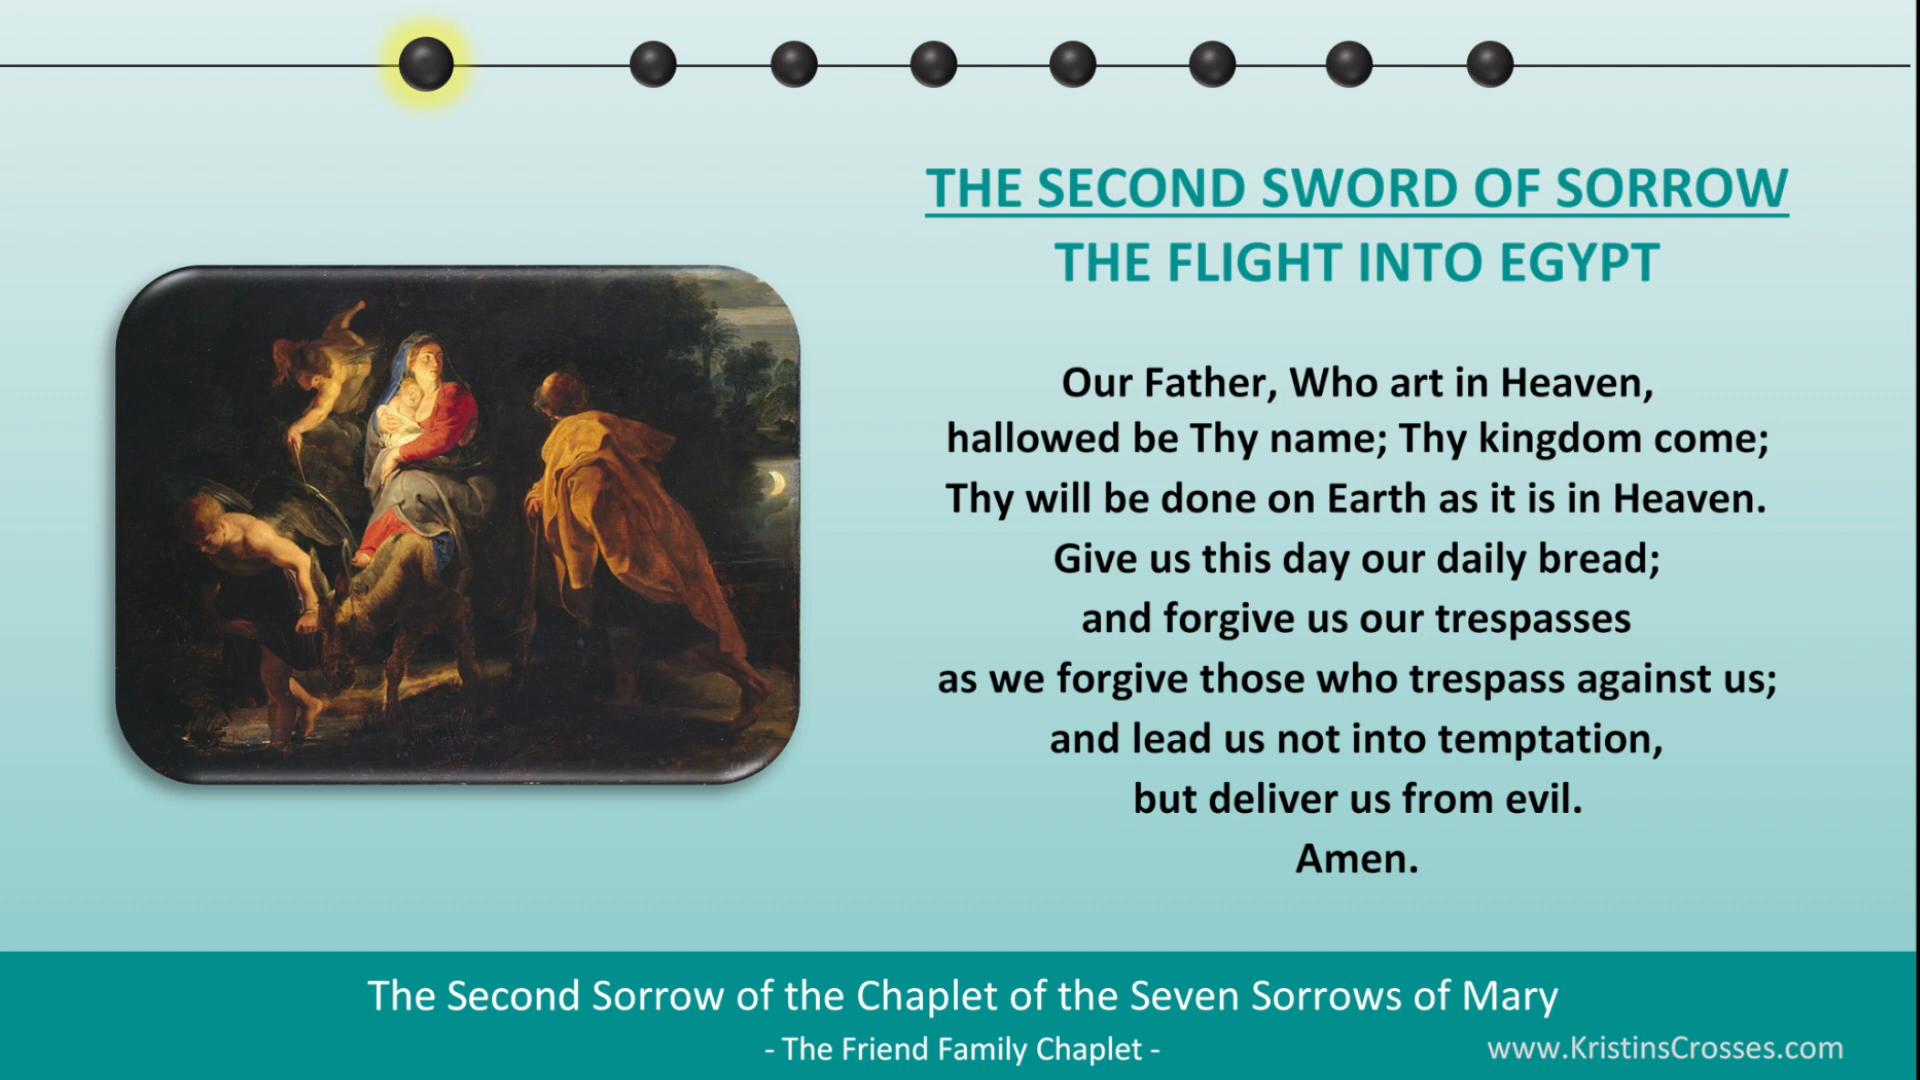 THE SECOND SWORD OF SORROW
THE FLIGHT INTO EGYPT
Our Father, Who art in Heaven,
hallowed be Thy name; Thy kingdom come;
Thy will be done on Earth as it is in Heaven.
Give us this day our daily bread;
and forgive us our trespasses
as we forgive those who trespass against us;
and lead us not into temptation,
but deliver us from evil.
Amen.
The Second Sorrow of the Chaplet of the Seven Sorrows of Mary
- The Friend Family Chaplet -
www.KristinsCrosses.com